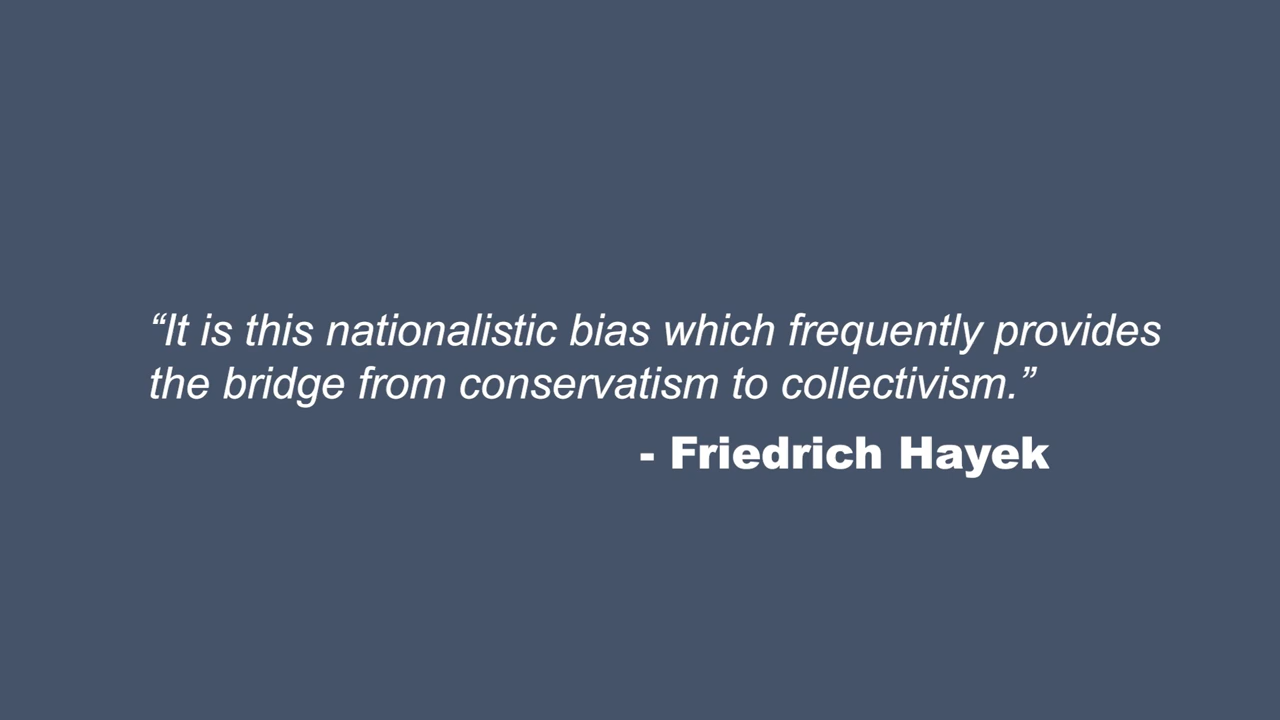 “It is this nationalistic bias which frequently provides
the bridge from conservatism to collectivism.”
- Friedrich Hayek